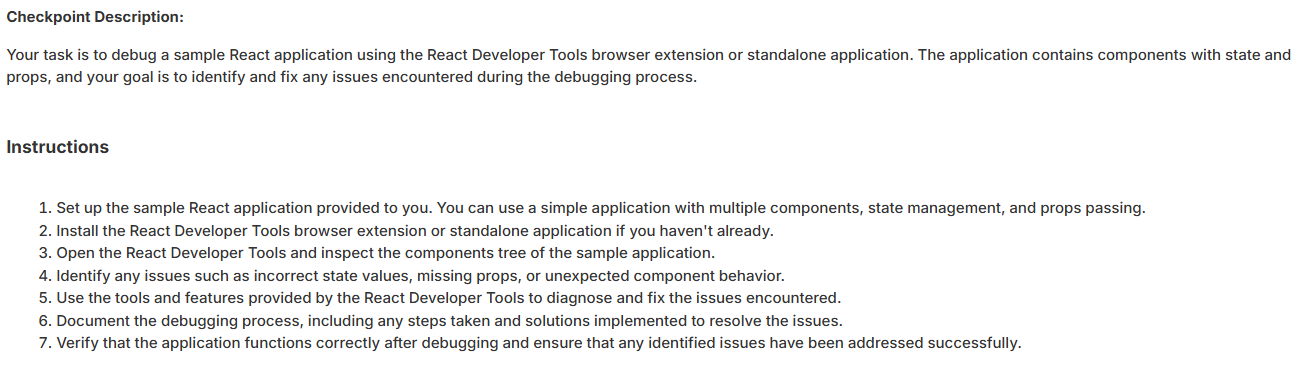 Checkpoint Description:
Your task is to debug a sample React application using the React Developer Tools browser extension or standalone application. The application contains components with state and
props, and your goal is to identify and fix any issues encountered during the debugging process.
Instructions
1. Set up the sample React application provided to you. You can use a simple application with multiple components, state management, and props passing.
2. Install the React Developer Tools browser extension or standalone application if you haven't already.
3. Open the React Developer Tools and inspect the components tree of the sample application.
4. Identify any issues such as incorrect state values, missing props, or unexpected component behavior.
5. Use the tools and features provided by the React Developer Tools to diagnose and fix the issues encountered.
6. Document the debugging process, including any steps taken and solutions implemented to resolve the issues.
7. Verify that the application functions correctly after debugging and ensure that any identified issues have been addressed successfully.